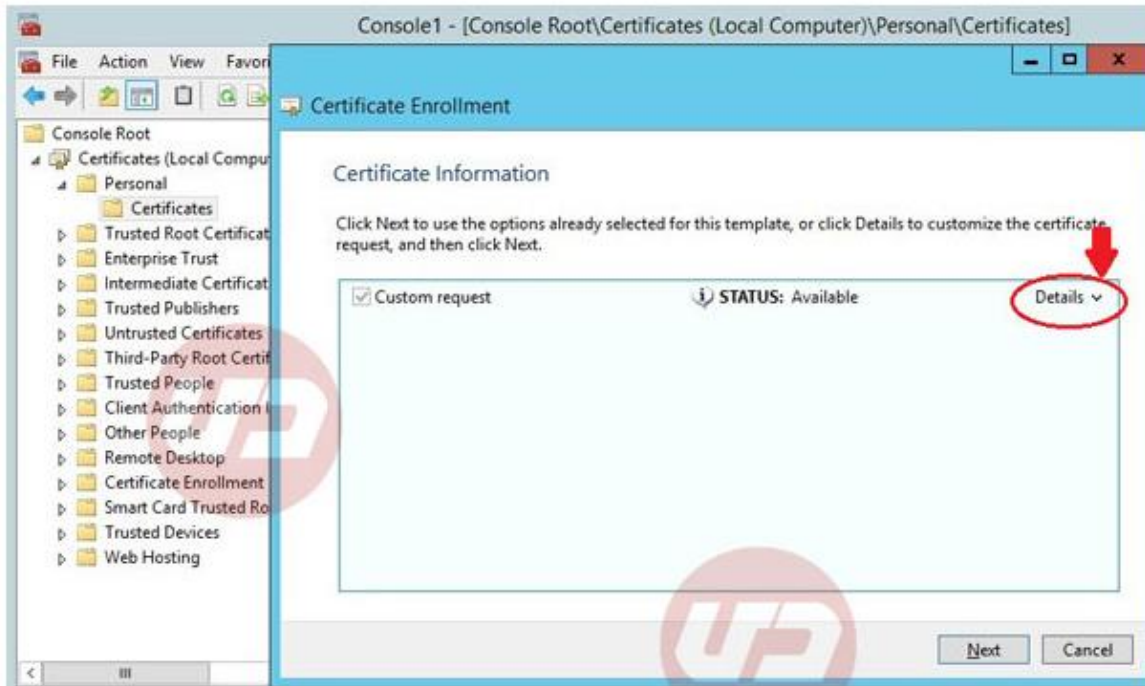 Console1 - [Console Root\Certificates (Local Computer)\Personal\Certificates]
File Action View Favori
Certificate Enrollment
Console Root
Certificates (Local Compu
Personal
Certificates
Trusted Root Certificat
Enterprise Trust
Intermediate Certificat
Trusted Publishers
Untrusted Certificates
Third-Party Root Certif
Trusted People
Client Authentication I
Other People
Remote Desktop
Certificate Enrollment
Smart Card Trusted Ro
Trusted Devices
Web Hosting
Certificate Information
Click Next to use the options already selected for this template, or click Details to customize the certificate
request, and then click Next.
Custom request STATUS: Available Details
Next Cancel